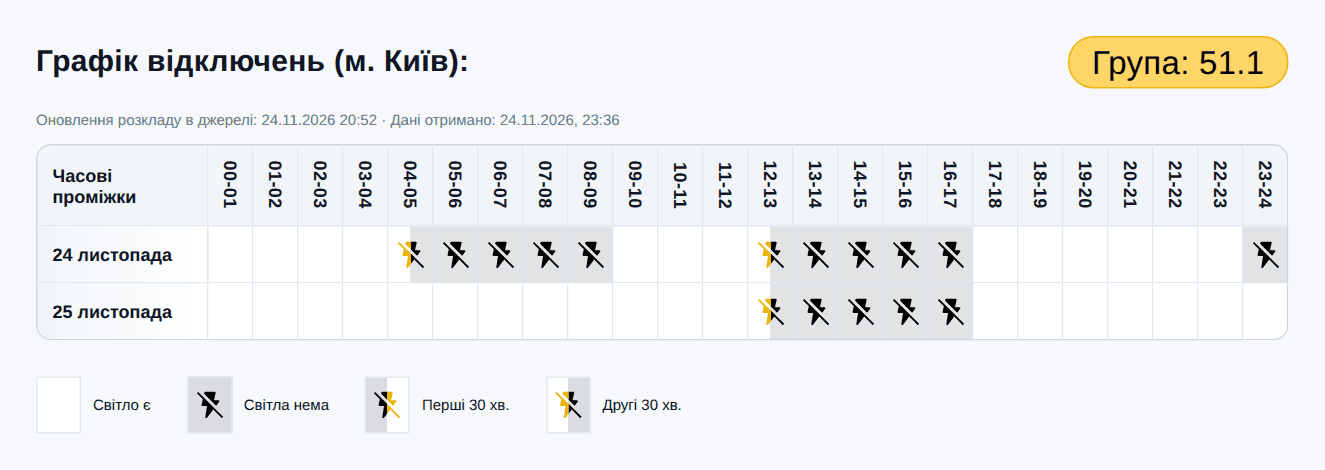 Графік відключень (м. Київ):
Група: 51.1
Оновлення розкладу в джерелі: 24.11.2026 20:52 · Дані отримано: 24.11.2026, 23:36
Часові
проміжки
00-01
01-02
02-03
03-04
04-05
05-06
06-07
07-08
08-09
09-10
10-11
11-12
12-13
13-14
14-15
15-16
16-17
17-18
18-19
19-20
20-21
21-22
22-23
23-24
24 листопада
25 листопада
Світло є
Світла нема
Перші 30 хв.
Другі 30 хв.